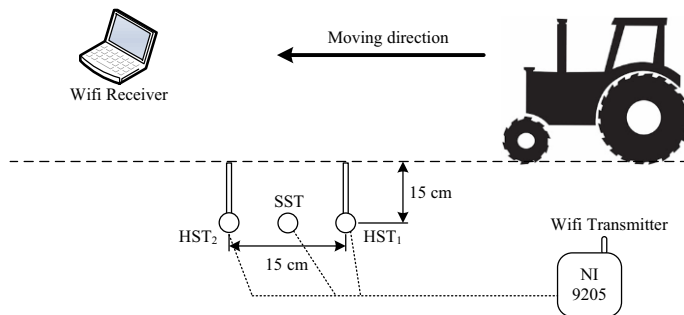 Moving direction
Wifi Receiver
15 cm
SST
HST₂
HST₁
15 cm
Wifi Transmitter
NI
9205